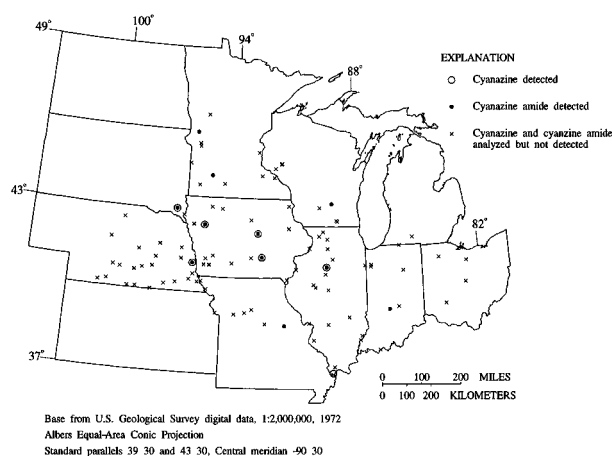 49°
100°
94°
88°
43°
82°
37°
EXPLANATION
Cyanazine detected
Cyanazine amide detected
Cyanazine and cyanzine amide
analyzed but not detected
0 100 200 MILES
0 100 200 KILOMETERS
Base from U.S. Geological Survey digital data, 1:2,000,000, 1972
Albers Equal-Area Conic Projection
Standard parallels 39 30 and 43 30, Central meridian -90 30